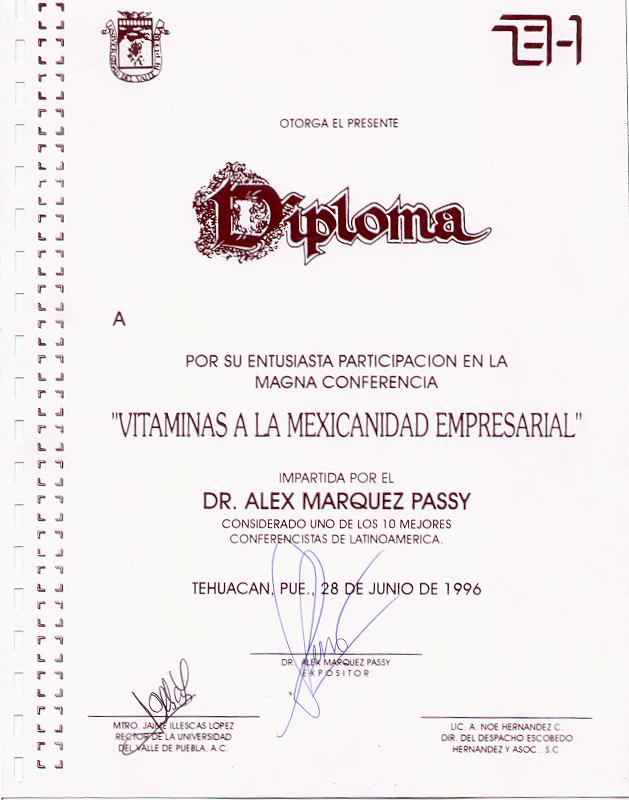 UNIVERSIDAD DEL VALLE
OTORGA EL PRESENTE
Diploma
A
POR SU ENTUSIASTA PARTICIPACION EN LA
MAGNA CONFERENCIA
"VITAMINAS A LA MEXICANIDAD EMPRESARIAL"
IMPARTIDA POR EL
DR. ALEX MARQUEZ PASSY
CONSIDERADO UNO DE LOS 10 MEJORES
CONFERENCISTAS DE LATINOAMERICA.
TEHUACAN, PUE., 28 DE JUNIO DE 1996
DR. ALEX MARQUEZ PASSY
EXPOSITOR
MTRO. JAIME ILLESCAS LOPEZ
RECTOR DE LA UNIVERSIDAD
DEL VALLE DE PUEBLA, A.C.
LIC. A. NOE HERNANDEZ C.
DIR. DEL DESPACHO ESCOBEDO
HERNANDEZ Y ASOC., S C